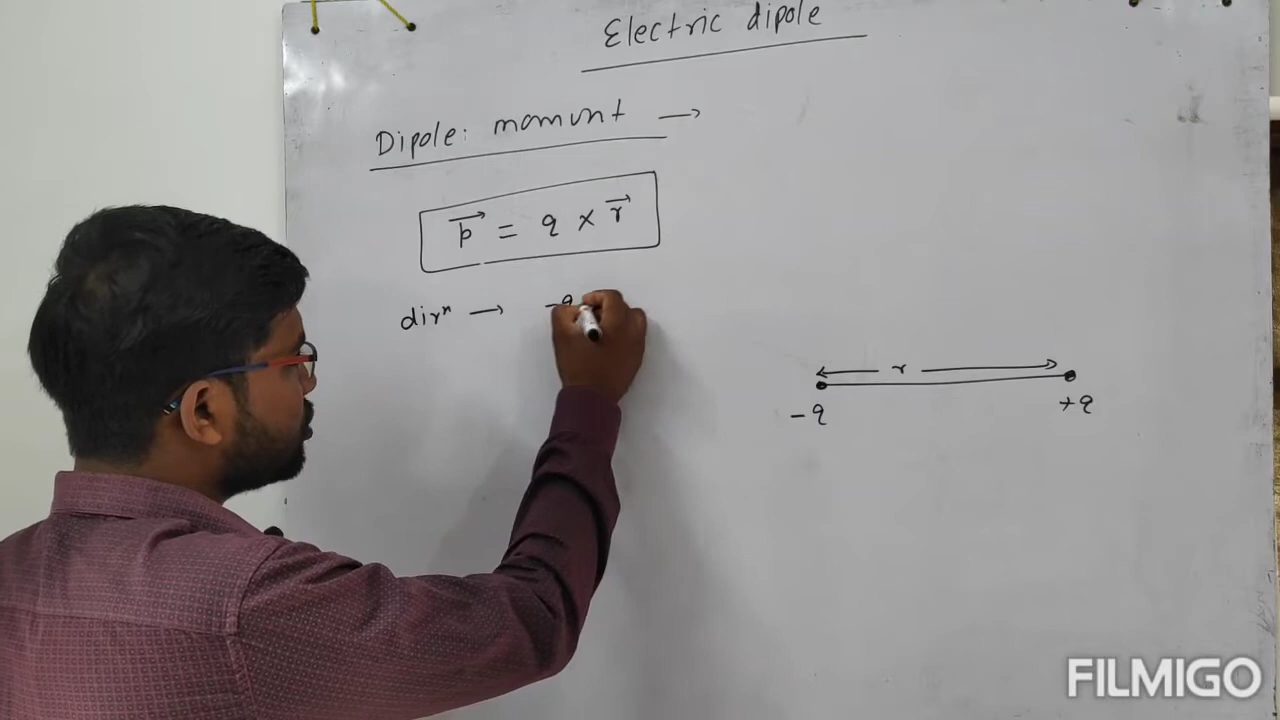 Electric dipole
Dipole: moment →
p⃗ = q × r⃗
dirⁿ → -q
← r →
-q +q
FILMIGO